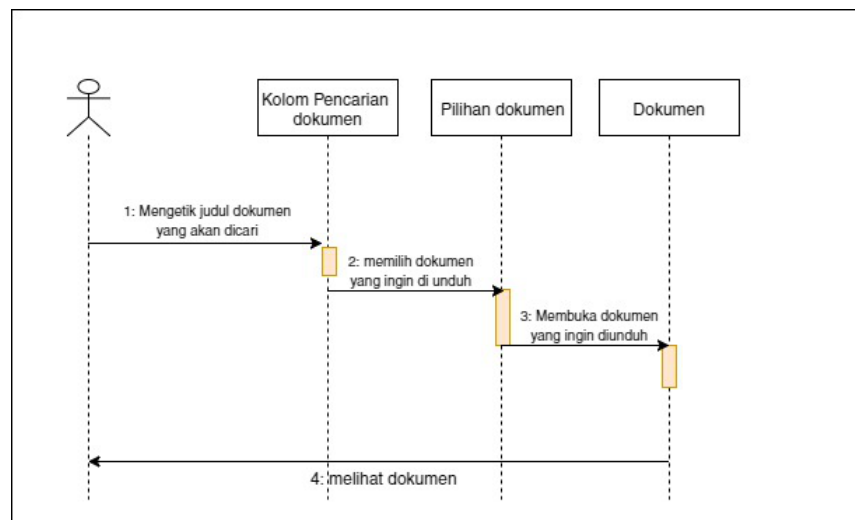 Kolom Pencarian
dokumen
Pilihan dokumen
Dokumen
1: Mengetik judul dokumen
yang akan dicari
2: memilih dokumen
yang ingin di unduh
3: Membuka dokumen
yang ingin diunduh
4: melihat dokumen